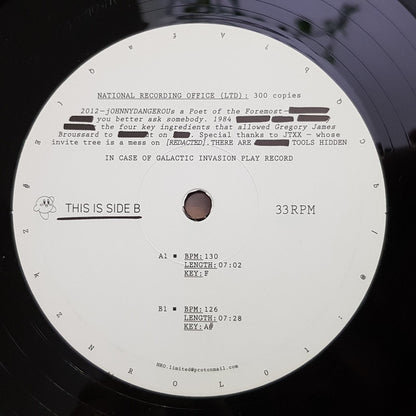 NATIONAL RECORDING OFFICE (LTD): 300 copies
2012—jOHNNYDANGEROUs a Poet of the Foremost—
you better ask somebody. 1984
the four key ingredients that allowed Gregory James
Broussard to t on . Special thanks to JTXX — whose
invite tree is a mess on [REDACTED].THERE ARE TOOLS HIDDEN
IN CASE OF GALACTIC INVASION PLAY RECORD
THIS IS SIDE B
33RPM
A1 ■ BPM:130
LENGTH:07:02
KEY:F
B1 ■ BPM:126
LENGTH:07:28
KEY:A#
NRO.limited@protonmail.com